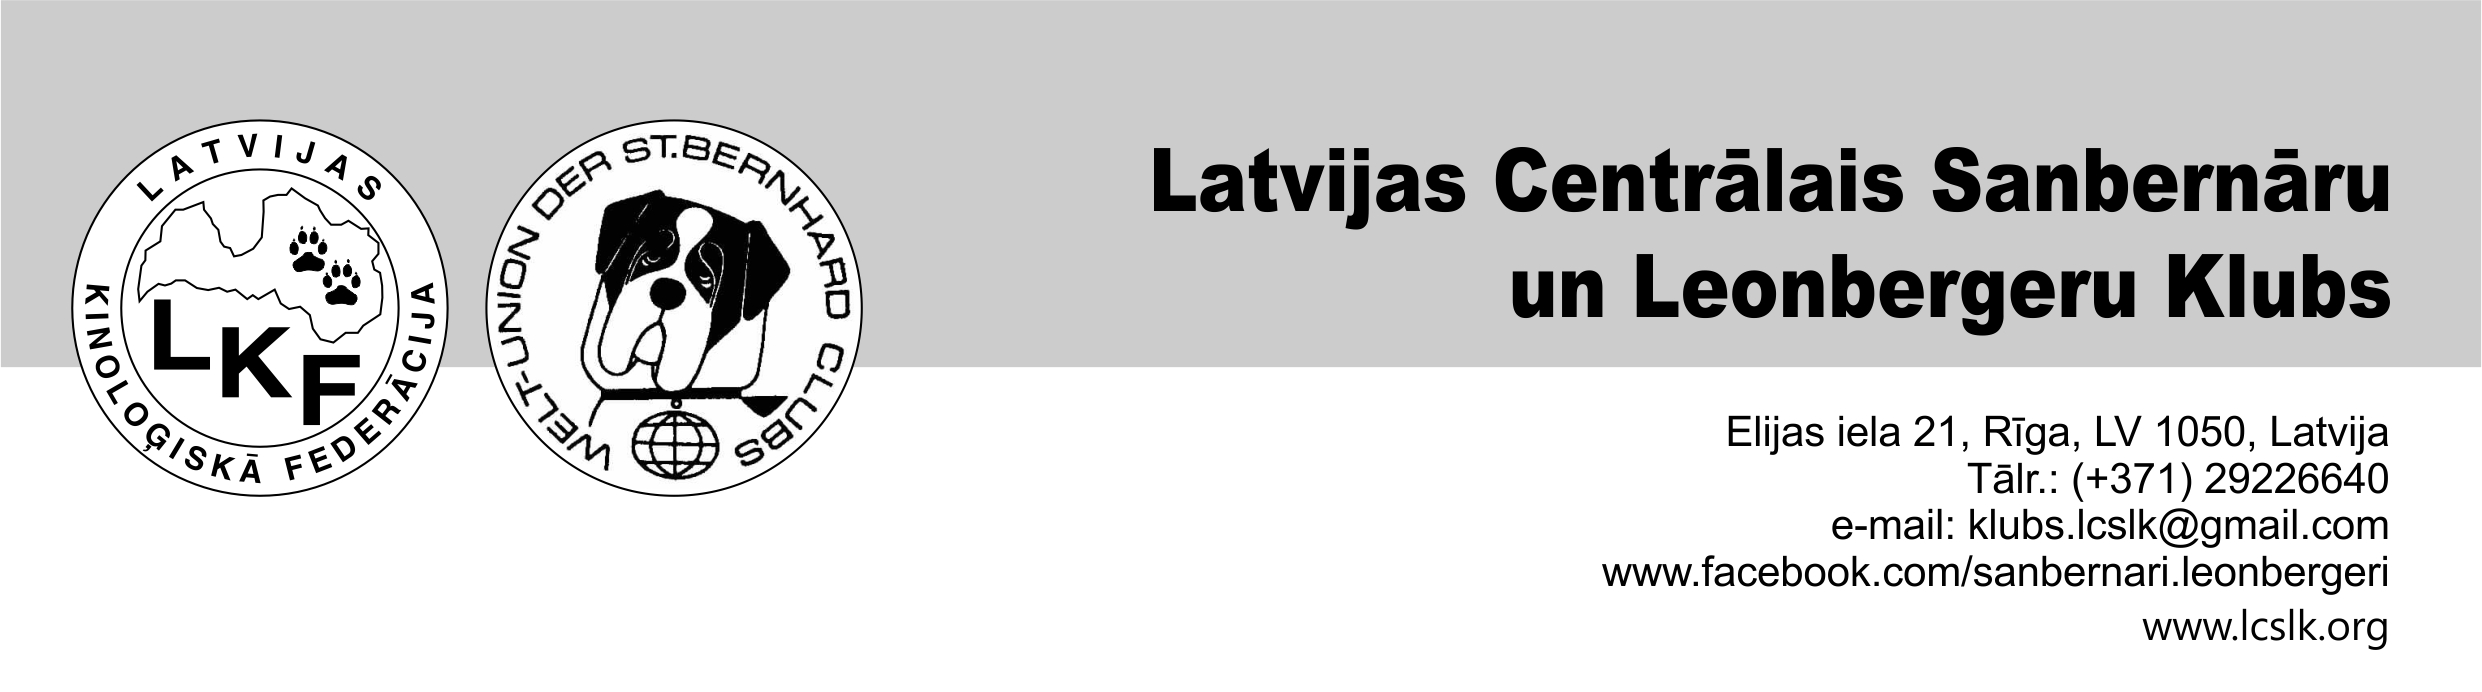 LATVIJAS
KINOLOĢISKĀ FEDERĀCIJA
LKF
WELT-UNION DER ST.BERNHARD CLUBS
Latvijas Centrālais Sanbernāru
un Leonbergeru Klubs
Elijas iela 21, Rīga, LV 1050, Latvija
Tālr.: (+371) 29226640
e-mail: klubs.lcslk@gmail.com
www.facebook.com/sanbernari.leonbergeri
www.lcslk.org